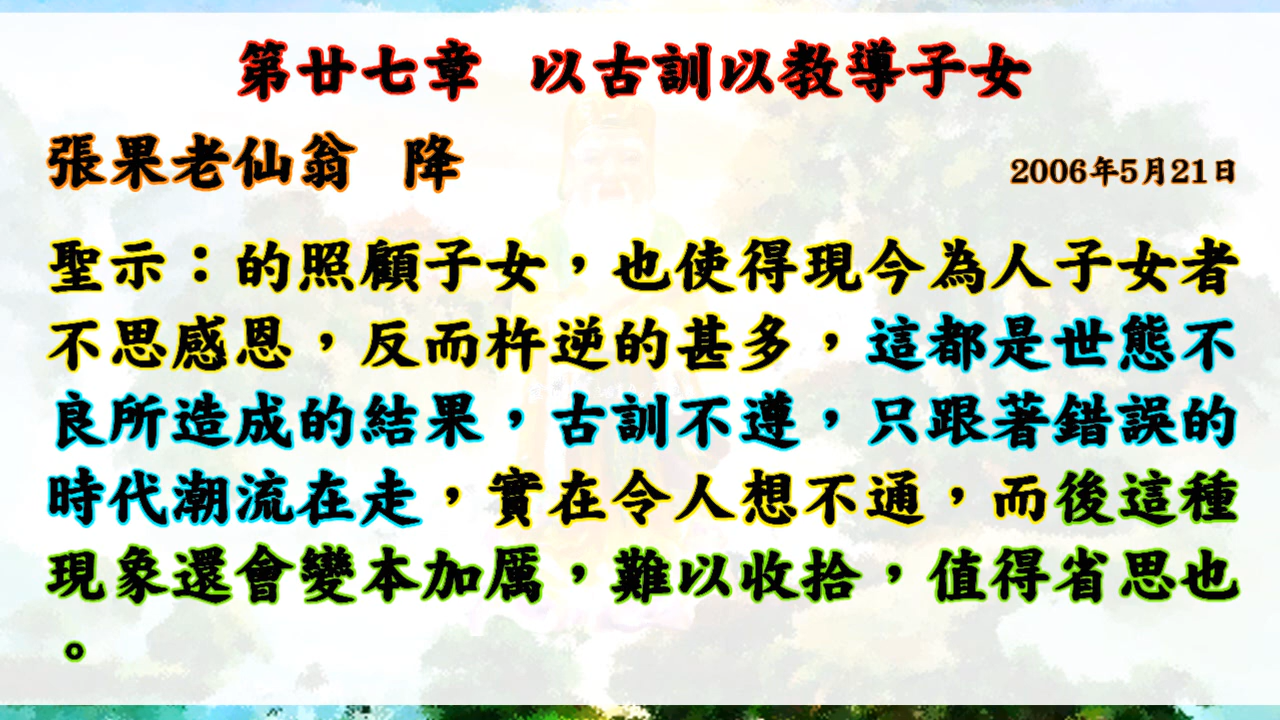 第廿七章 以古訓以教導子女
張果老仙翁 降
2006年5月21日
聖示：的照顧子女，也使得現今為人子女者
不思感恩，反而杵逆的甚多，這都是世態不
良所造成的結果，古訓不遵，只跟著錯誤的
時代潮流在走，實在令人想不通，而後這種
現象還會變本加厲，難以收拾，值得省思也
。